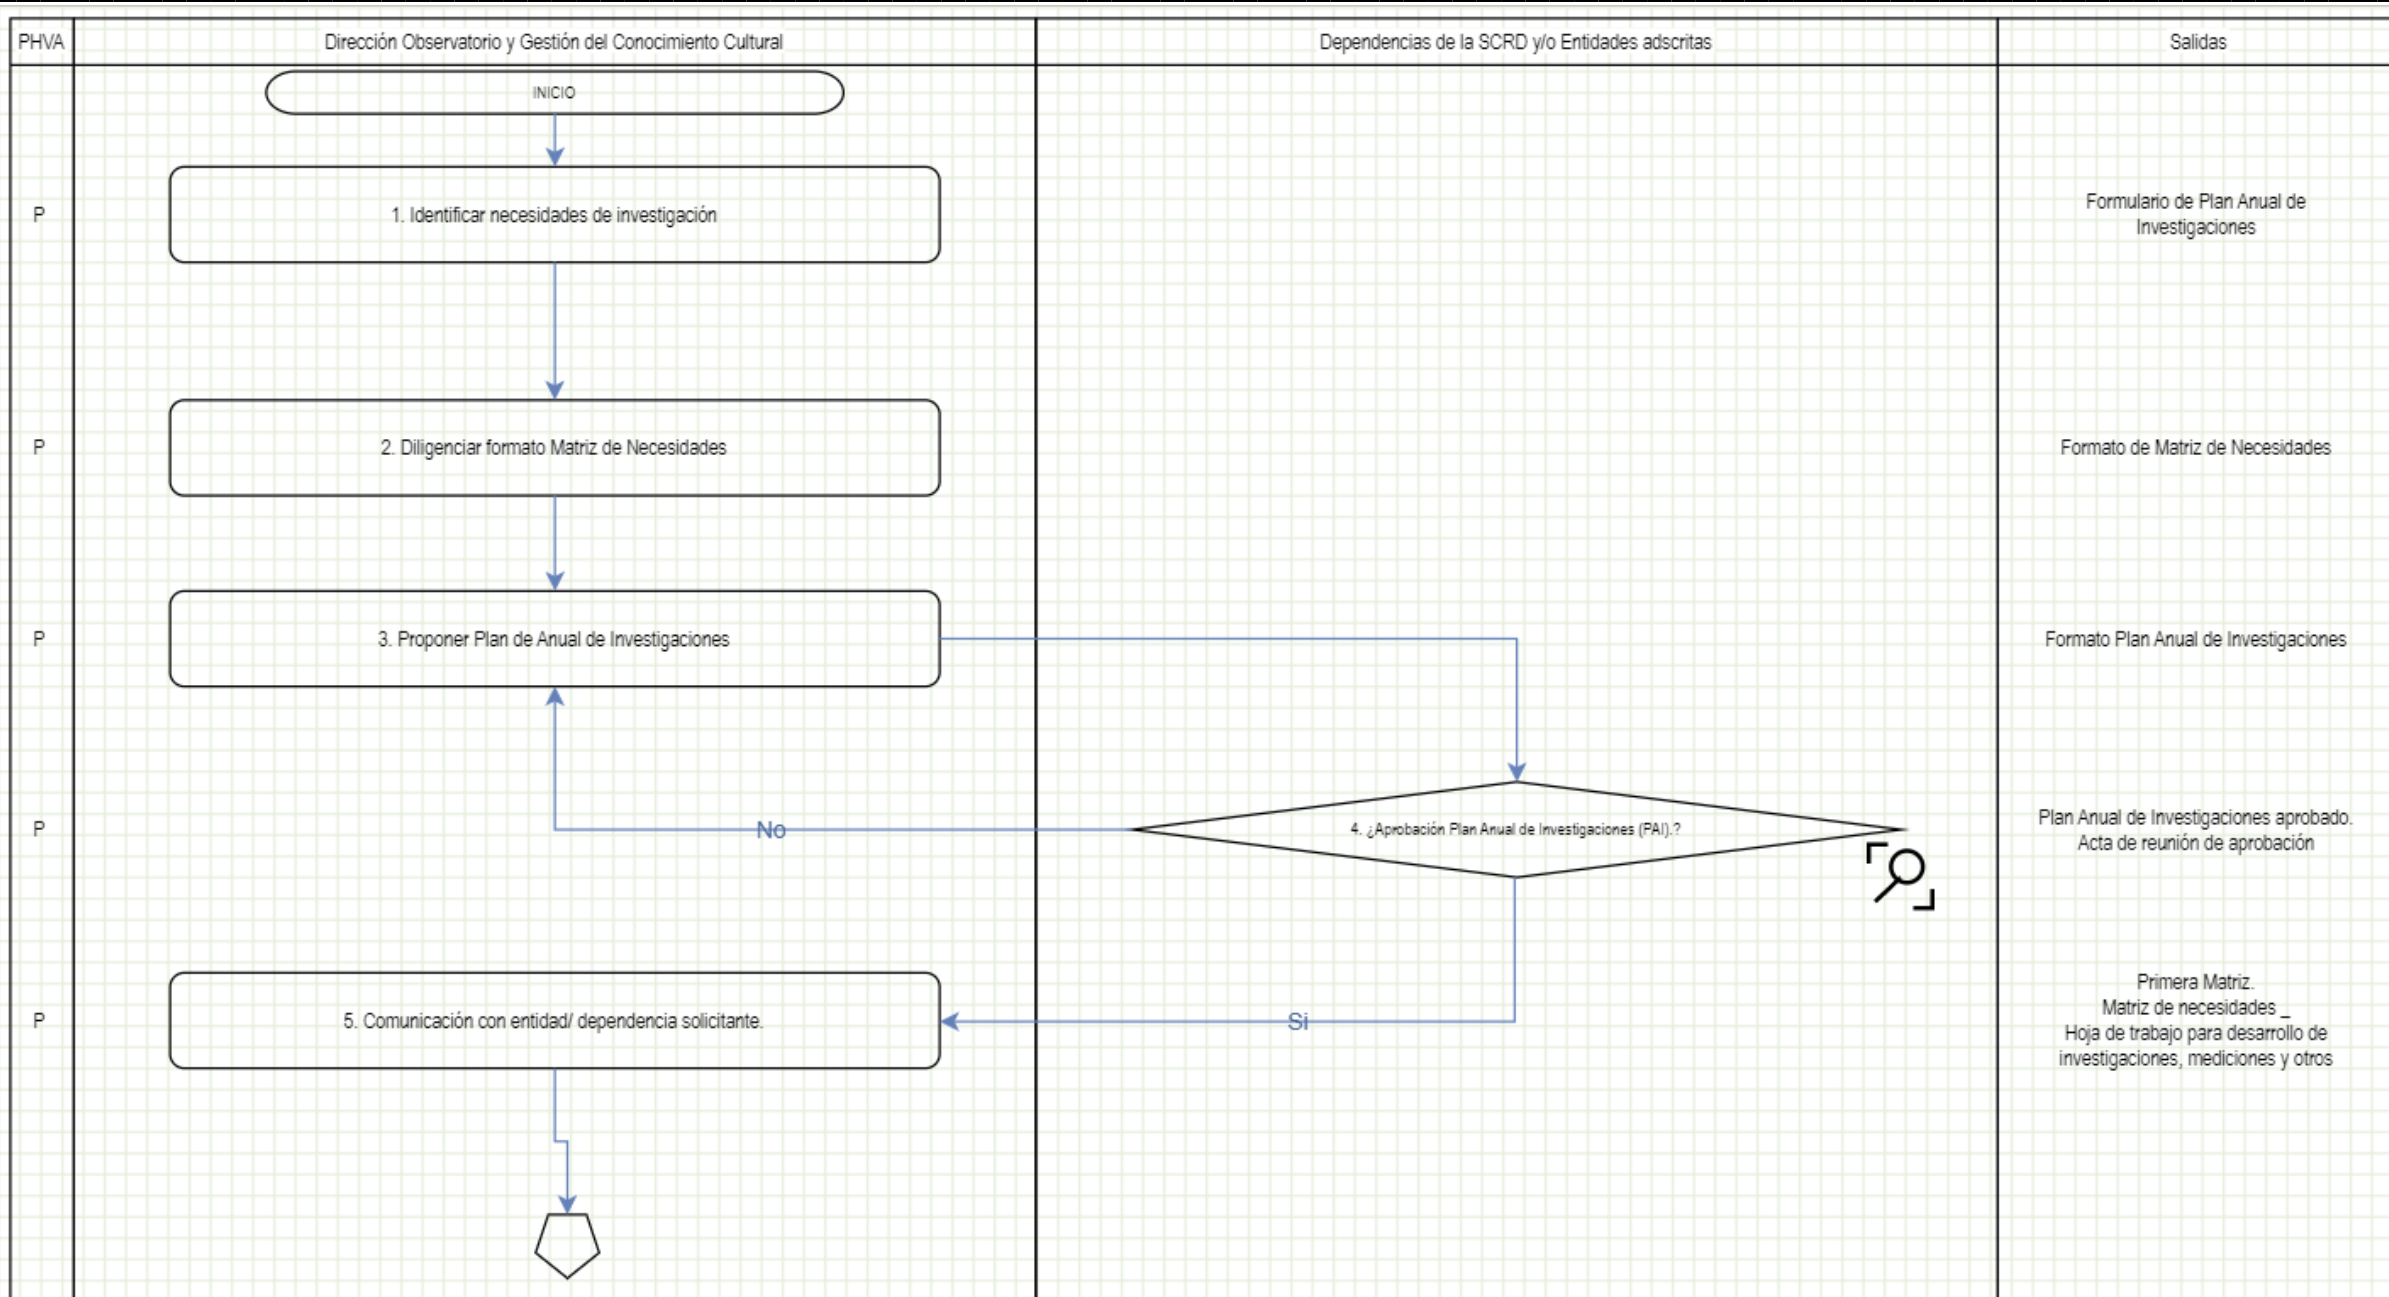 PHVA
Dirección Observatorio y Gestión del Conocimiento Cultural
Dependencias de la SCRD y/o Entidades adscritas
Salidas
INICIO
P
1. Identificar necesidades de investigación
Formulario de Plan Anual de
Investigaciones
P
2. Diligenciar formato Matriz de Necesidades
Formato de Matriz de Necesidades
P
3. Proponer Plan de Anual de Investigaciones
Formato Plan Anual de Investigaciones
P
No
4. ¿Aprobación Plan Anual de Investigaciones (PAI).?
Plan Anual de Investigaciones aprobado.
Acta de reunión de aprobación
P
5. Comunicación con entidad/ dependencia solicitante.
Si
Primera Matriz.
Matriz de necesidades _
Hoja de trabajo para desarrollo de
investigaciones, mediciones y otros